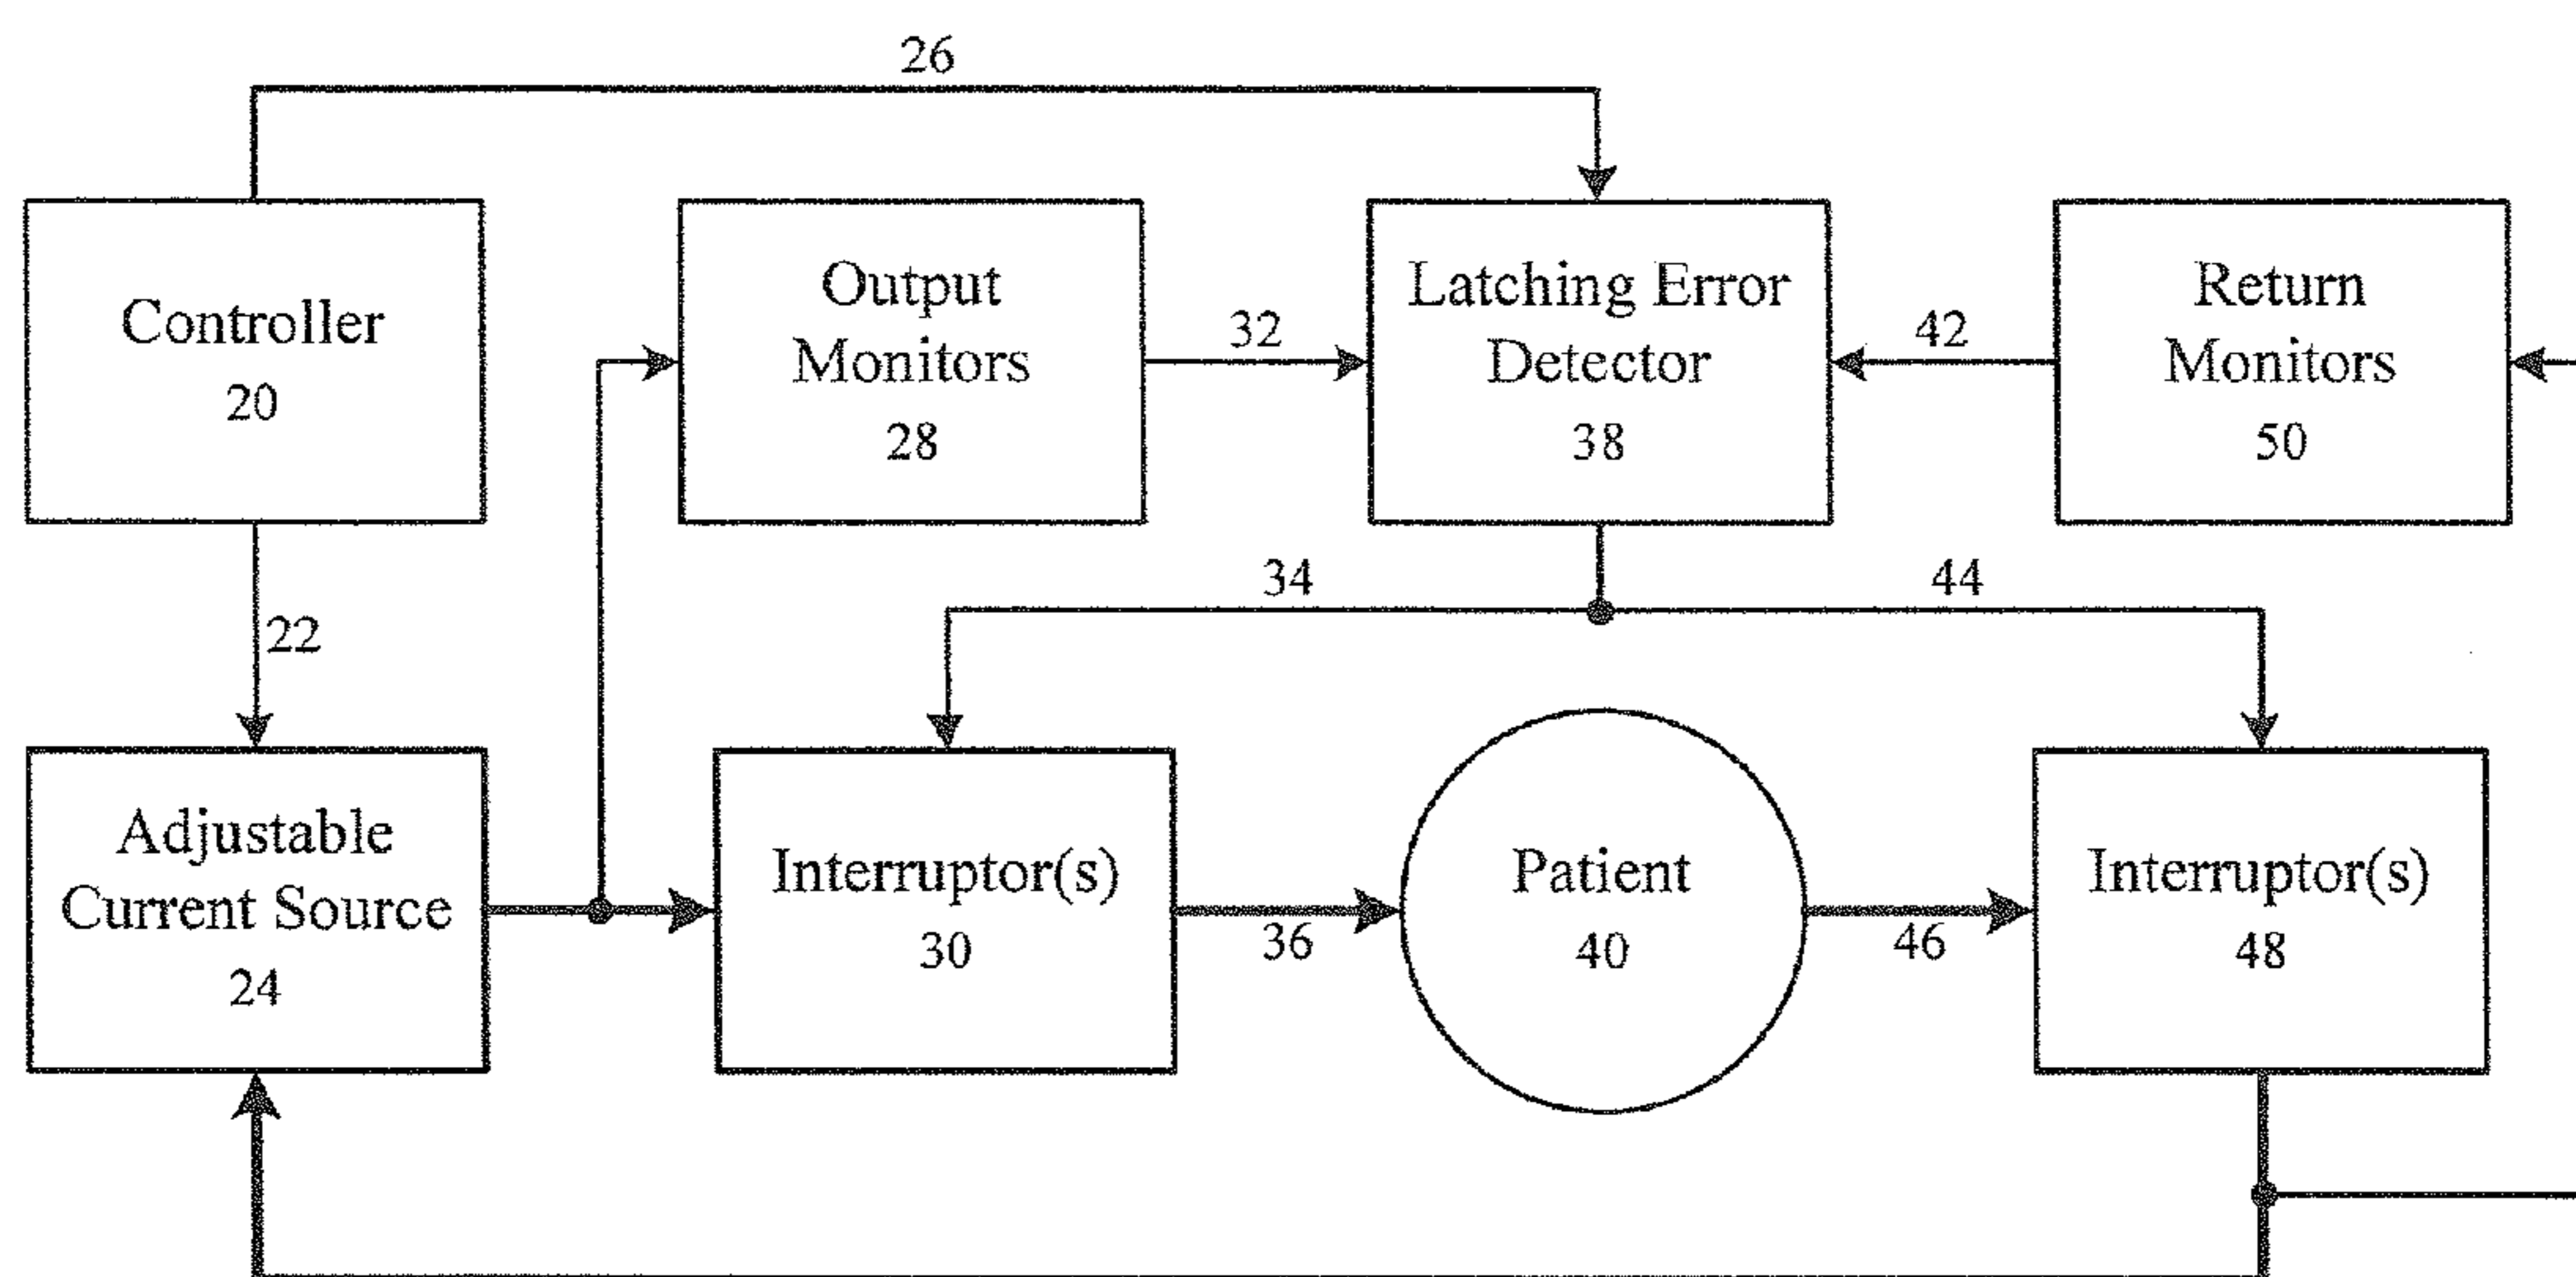 26
Controller
20
Output
Monitors
28
32
Latching Error
Detector
38
42
Return
Monitors
50
22
34
44
Adjustable
Current Source
24
Interruptor(s)
30
36
Patient
40
46
Interruptor(s)
48